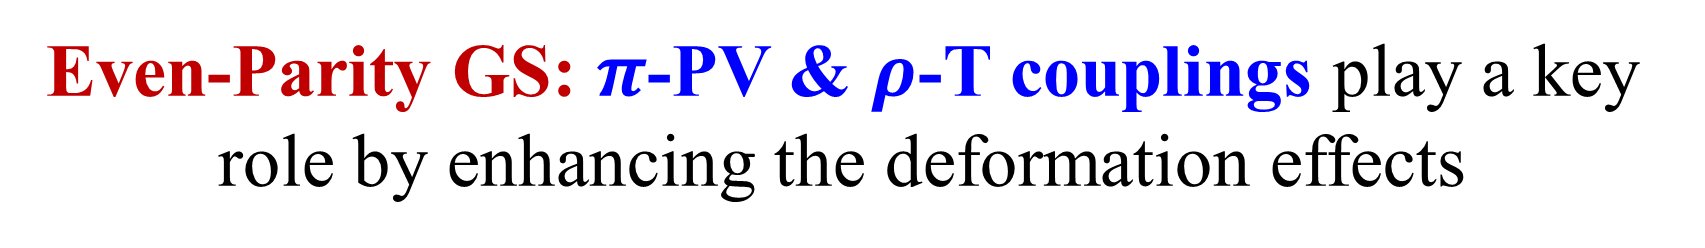 Even-Parity GS: π-PV & ρ-T couplings play a key
role by enhancing the deformation effects